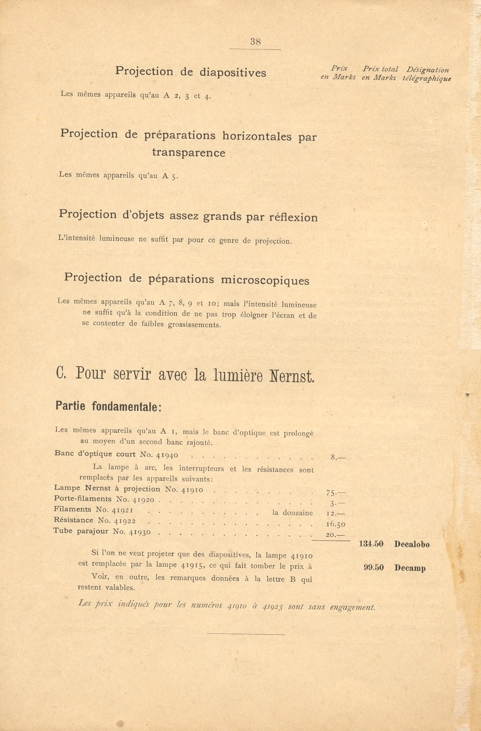 38
Prix Prix total Désignation
en Marks en Marks télégraphique
Projection de diapositives
Les mêmes appareils qu'au A 2, 3 et 4.
Projection de préparations horizontales par
transparence
Les mêmes appareils qu'au A 5.
Projection d'objets assez grands par réflexion
L'intensité lumineuse ne suffit par pour ce genre de projection.
Projection de péparations microscopiques
Les mêmes appareils qu'au A 7, 8, 9 et 10; mais l'intensité lumineuse
ne suffit qu'à la condition de ne pas trop éloigner l'écran et de
se contenter de faibles grossissements.
C. Pour servir avec la lumière Nernst.
Partie fondamentale:
Les mêmes appareils qu'au A 1, mais le banc d'optique est prolongé
au moyen d'un second banc rajouté.
Banc d'optique court No. 41940 . . . . . . . . . . 8.—
La lampe à arc, les interrupteurs et les résistances sont
remplacés par les appareils suivants:
Lampe Nernst à projection No. 41910 . . . . . . . . 75.—
Porte-filaments No. 41920 . . . . . . . . . . . . 3.—
Filaments No. 41921 . . . . . . . . la douzaine 12.—
Résistance No. 41922 . . . . . . . . . . . . . 16.50
Tube parajour No. 41930 . . . . . . . . . . . . 20.—
134.50 Decalobo
Si l'on ne veut projeter que des diapositives, la lampe 41910
est remplacée par la lampe 41915, ce qui fait tomber le prix à 99.50 Decamp
Voir, en outre, les remarques données à la lettre B qui
restent valables.
Les prix indiqués pour les numéros 41910 à 41923 sont sans engagement.